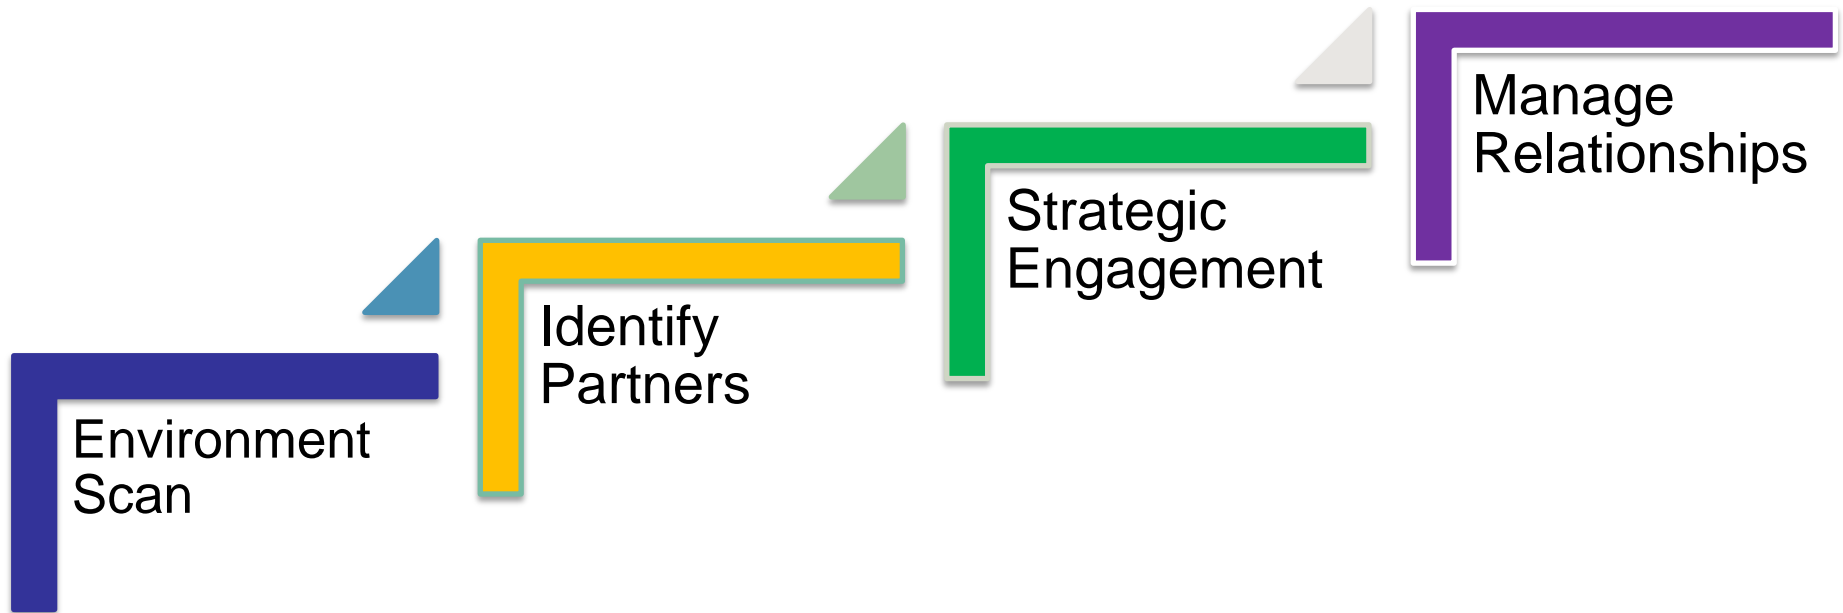 Environment
Scan
Identify
Partners
Strategic
Engagement
Manage
Relationships